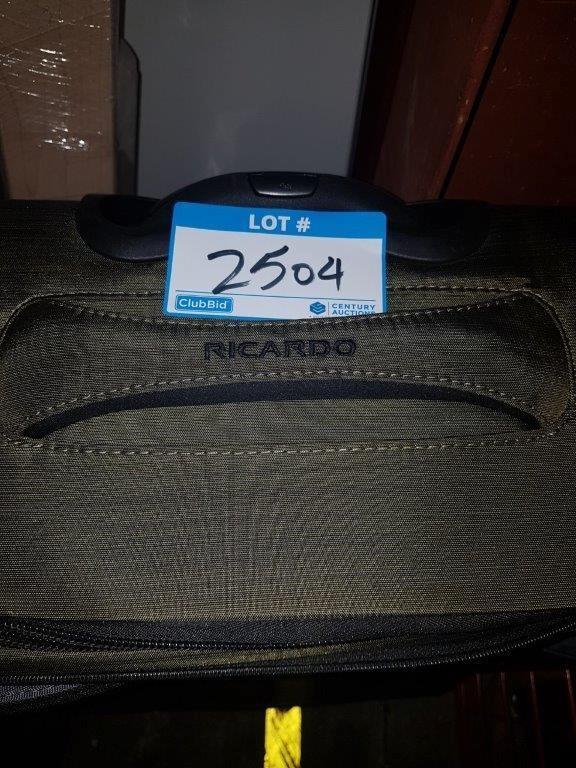 LOT #
2504
ClubBid
CENTURY
AUCTIONS
RICARDO